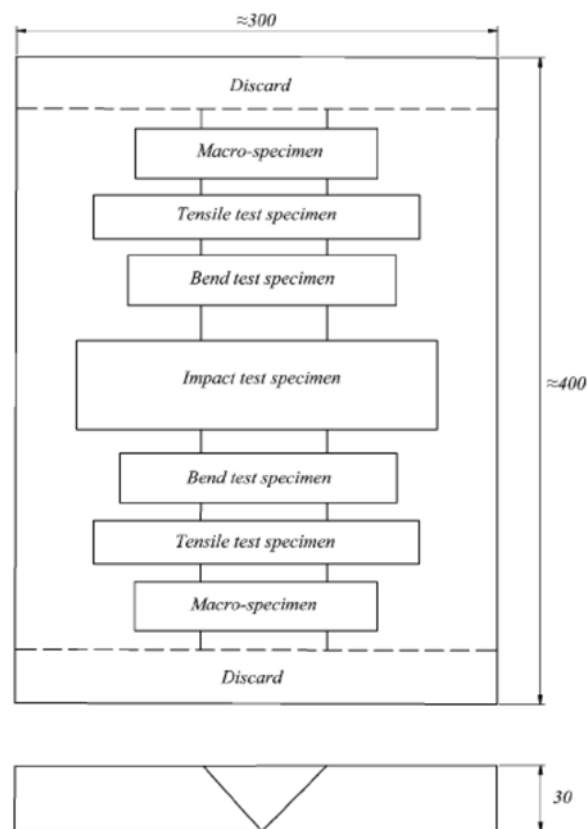 ≈300
Discard
Macro-specimen
Tensile test specimen
Bend test specimen
Impact test specimen
≈400
Bend test specimen
Tensile test specimen
Macro-specimen
Discard
30